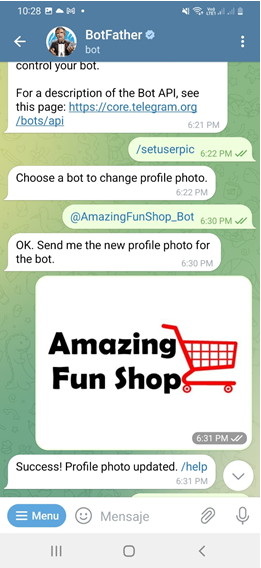 10:28
BotFather
bot
control your bot.
For a description of the Bot API, see
this page: https://core.telegram.org
/bots/api
6:21 PM
/setuserpic
6:22 PM
Choose a bot to change profile photo.
6:22 PM
@AmazingFunShop_Bot
6:30 PM
OK. Send me the new profile photo for
the bot.
6:30 PM
Amazing
Fun Shop
6:31 PM
Success! Profile photo updated. /help
6:31 PM
Menu
Mensaje